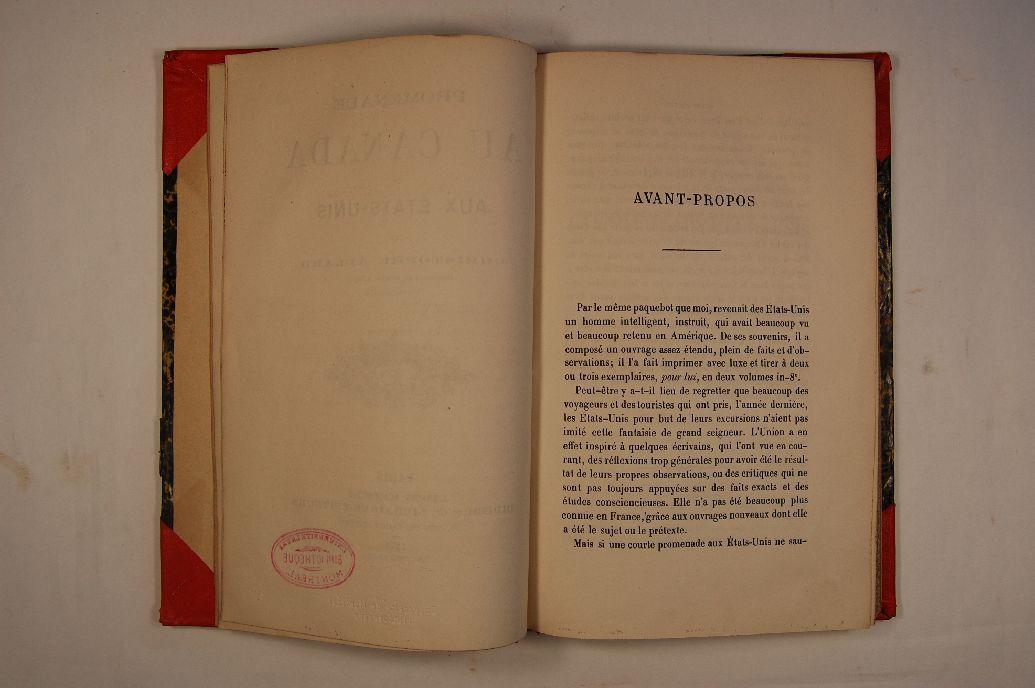 PROMENADE
AU CANADA
AUX ETATS-UNIS
BIBLIOTHÈQUE
MONTREAL
AVANT-PROPOS
Par le même paquebot que moi, revenait des États-Unis
un homme intelligent, instruit, qui avait beaucoup vu
et beaucoup retenu en Amérique. De ses souvenirs, il a
composé un ouvrage assez étendu, plein de faits et d'ob-
servations; il l'a fait imprimer avec luxe et tirer à deux
ou trois exemplaires, pour lui, en deux volumes in-8°.
Peut-être y a-t-il lieu de regretter que beaucoup des
voyageurs et des touristes qui ont pris, l'année dernière,
les États-Unis pour but de leurs excursions n'aient pas
imité cette fantaisie de grand seigneur. L'Union a en
effet inspiré à quelques écrivains, qui l'ont vue en cou-
rant, des réflexions trop générales pour avoir été le résul-
tat de leurs propres observations, ou des critiques qui ne
sont pas toujours appuyées sur des faits exacts et des
études consciencieuses. Elle n'a pas été beaucoup plus
connue en France, grâce aux ouvrages nouveaux dont elle
a été le sujet ou le prétexte.
Mais si une courte promenade aux États-Unis ne sau-